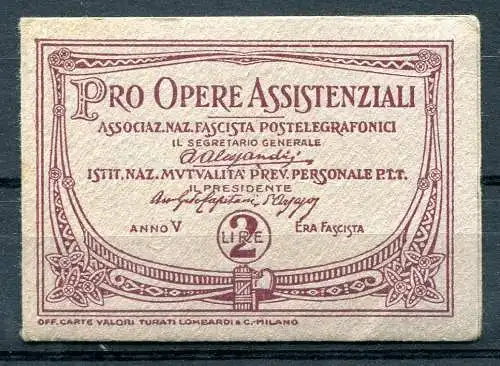 PRO OPERE ASSISTENZIALI
ASSOCIAZ. NAZ. FASCISTA POSTELEGRAFONICI
IL SEGRETARIO GENERALE
ISTIT. NAZ. MVTVALITA' PREV. PERSONALE P.T.T.
IL PRESIDENTE
ANNO V 2 LIRE ERA FASCISTA
OFF. CARTE VALORI TURATI LOMBARDI & C. - MILANO